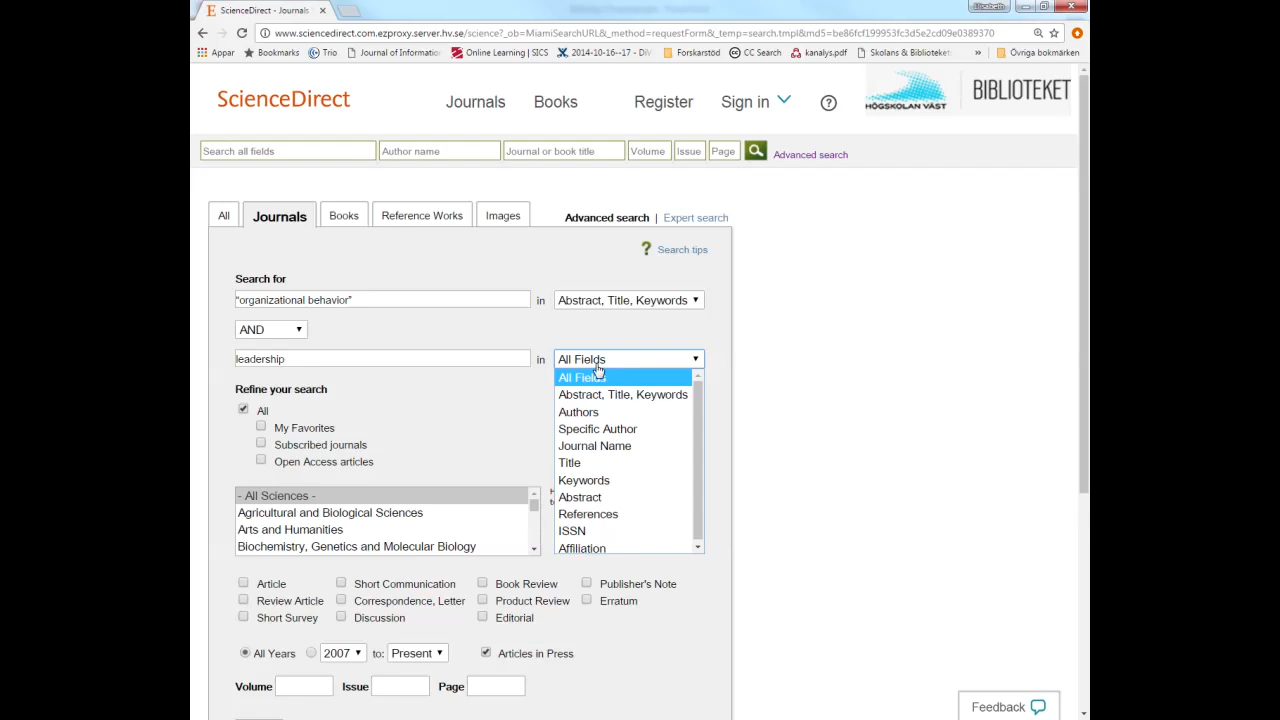 ScienceDirect - Journals
Elisabeth
www.sciencedirect.com.ezproxy.server.hv.se/science?_ob=MiamiSearchURL&_method=requestForm&_temp=search.tmpl&md5=be86fcf199953fc3d5e2cd09e0389370
Appar Bookmarks Trio Journal of Informatio Online Learning | SICS 2014-10-16--17 - DiV Forskarstöd CC Search kanalys.pdf Skolans & Biblioteket » Övriga bokmärken
ScienceDirect Journals Books Register Sign in ? HÖGSKOLAN VÄST BIBLIOTEKET
Search all fields Author name Journal or book title Volume Issue Page Advanced search
All Journals Books Reference Works Images Advanced search | Expert search
? Search tips
Search for
“organizational behavior” in Abstract, Title, Keywords
AND
leadership in All Fields
All Fields
Abstract, Title, Keywords
Authors
Specific Author
Journal Name
Title
Keywords
Abstract
References
ISSN
Affiliation
Refine your search
All
My Favorites
Subscribed journals
Open Access articles
- All Sciences -
Agricultural and Biological Sciences
Arts and Humanities
Biochemistry, Genetics and Molecular Biology
Article Short Communication Book Review Publisher's Note
Review Article Correspondence, Letter Product Review Erratum
Short Survey Discussion Editorial
All Years 2007 to: Present Articles in Press
Volume Issue Page
Feedback